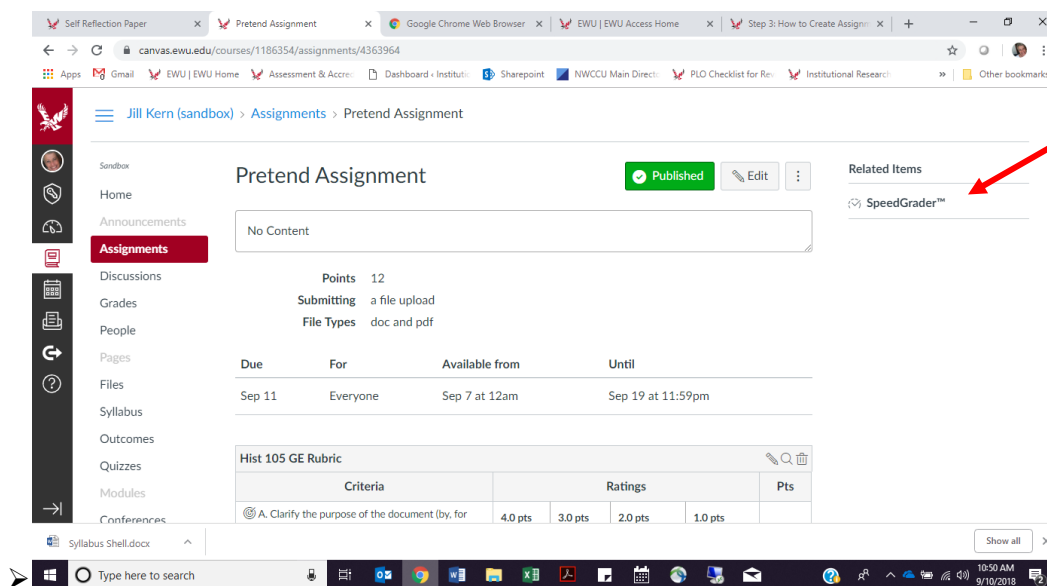 Self Reflection Paper
Pretend Assignment
Google Chrome Web Browser
EWU | EWU Access Home
Step 3: How to Create Assignm
canvas.ewu.edu/courses/1186354/assignments/4363964
Apps Gmail EWU | EWU Home Assessment & Accrec Dashboard ‹ Institutic Sharepoint NWCCU Main Directo PLO Checklist for Rev Institutional Research » Other bookmarks
Jill Kern (sandbox) › Assignments › Pretend Assignment
Sandbox
Home
Announcements
Assignments
Discussions
Grades
People
Pages
Files
Syllabus
Outcomes
Quizzes
Modules
Conferences
Pretend Assignment
Published
Edit
No Content
Points 12
Submitting a file upload
File Types doc and pdf
Due For Available from Until
Sep 11 Everyone Sep 7 at 12am Sep 19 at 11:59pm
Hist 105 GE Rubric
Criteria Ratings Pts
A. Clarify the purpose of the document (by, for
4.0 pts 3.0 pts 2.0 pts 1.0 pts
Related Items
SpeedGrader™
Syllabus Shell.docx
Show all
Type here to search
10:50 AM
9/10/2018